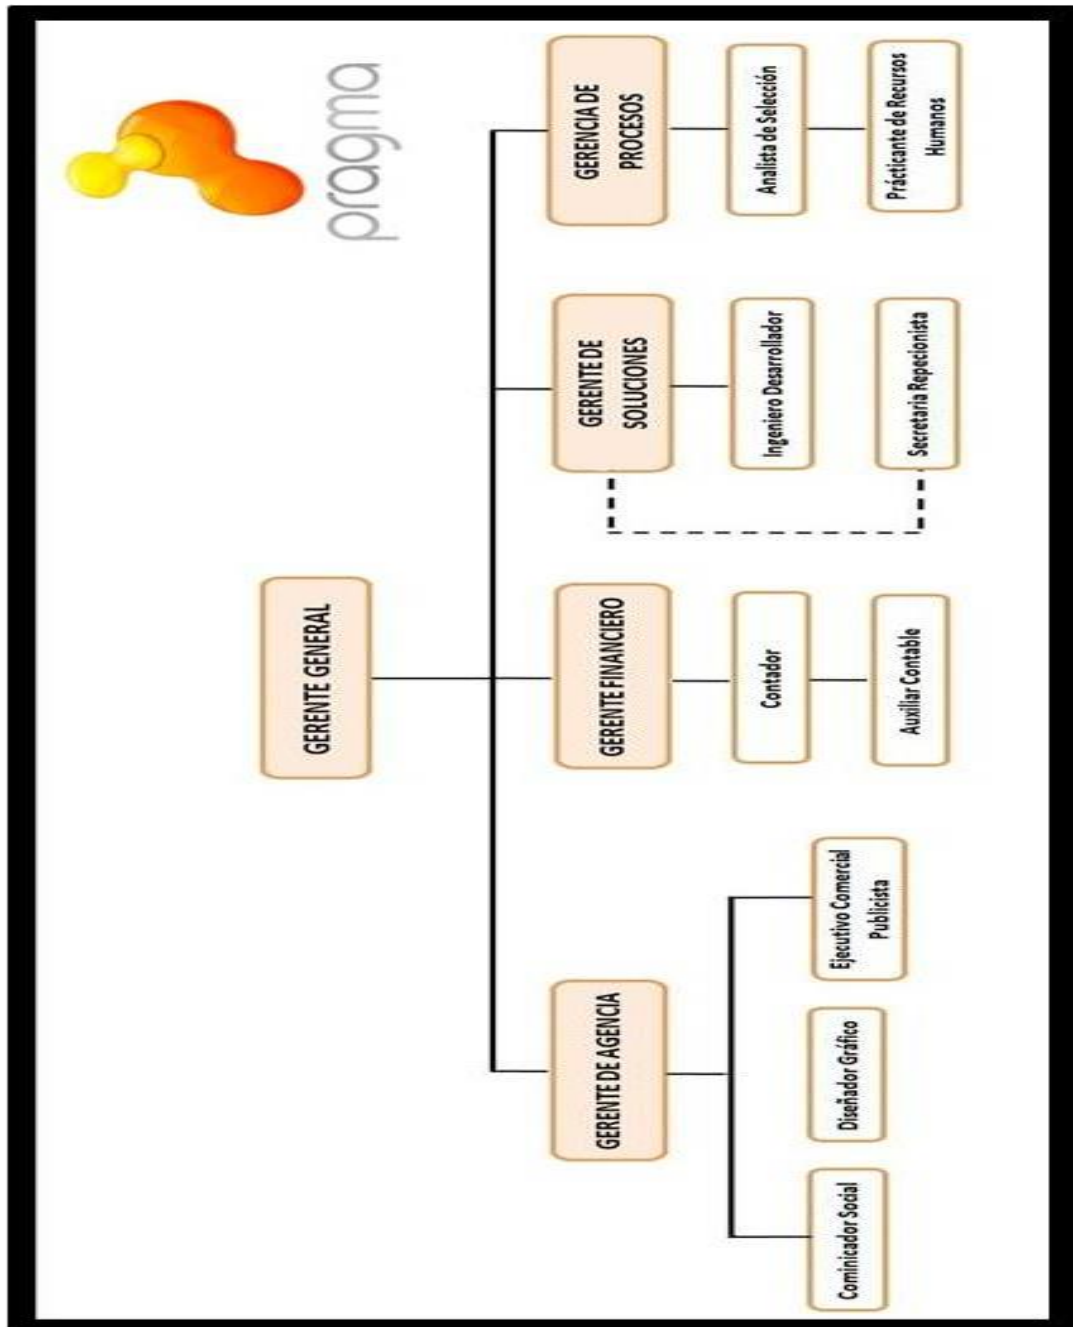 pragma
GERENTE GENERAL
GERENTE DE AGENCIA
GERENTE FINANCIERO
GERENTE DE
SOLUCIONES
GERENCIA DE
PROCESOS
Contador
Ingeniero Desarrollador
Analista de Selección
Cominicador Social
Diseñador Gráfico
Ejecutivo Comercial
Publicista
Auxiliar Contable
Secretaria Repecionista
Prácticante de Recursos
Humanos